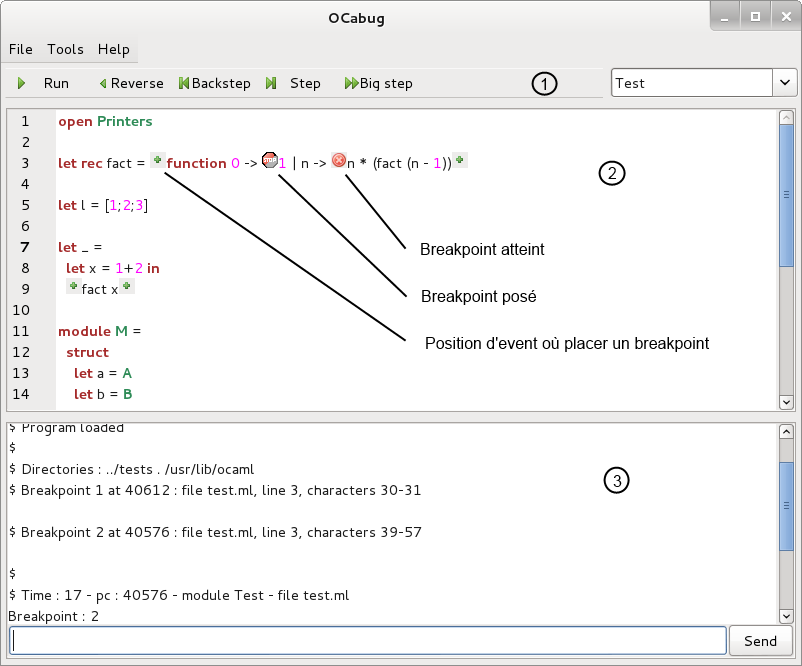 OCabug
File Tools Help
Run Reverse Backstep Step Big step 1 Test
1 open Printers
2
3 let rec fact = function 0 -> STOP 1 | n -> n * (fact (n - 1)) 2
4
5 let l = [1;2;3]
6
7 let _ =
Breakpoint atteint
8 let x = 1+2 in
9 fact x
Breakpoint posé
10
11 module M =
12 struct
Position d'event où placer un breakpoint
13 let a = A
14 let b = B
$ Program loaded
$
$ Directories : ../tests . /usr/lib/ocaml
3
$ Breakpoint 1 at 40612 : file test.ml, line 3, characters 30-31
$ Breakpoint 2 at 40576 : file test.ml, line 3, characters 39-57
$
$ Time : 17 - pc : 40576 - module Test - file test.ml
Breakpoint : 2
Send